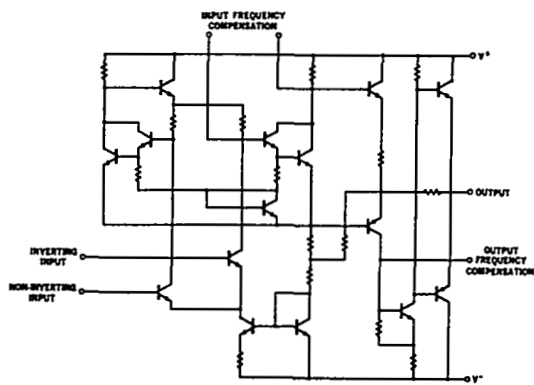 INPUT FREQUENCY
COMPENSATION
V+
OUTPUT
INVERTING
INPUT
OUTPUT
FREQUENCY
COMPENSATION
NON-INVERTING
INPUT
V-